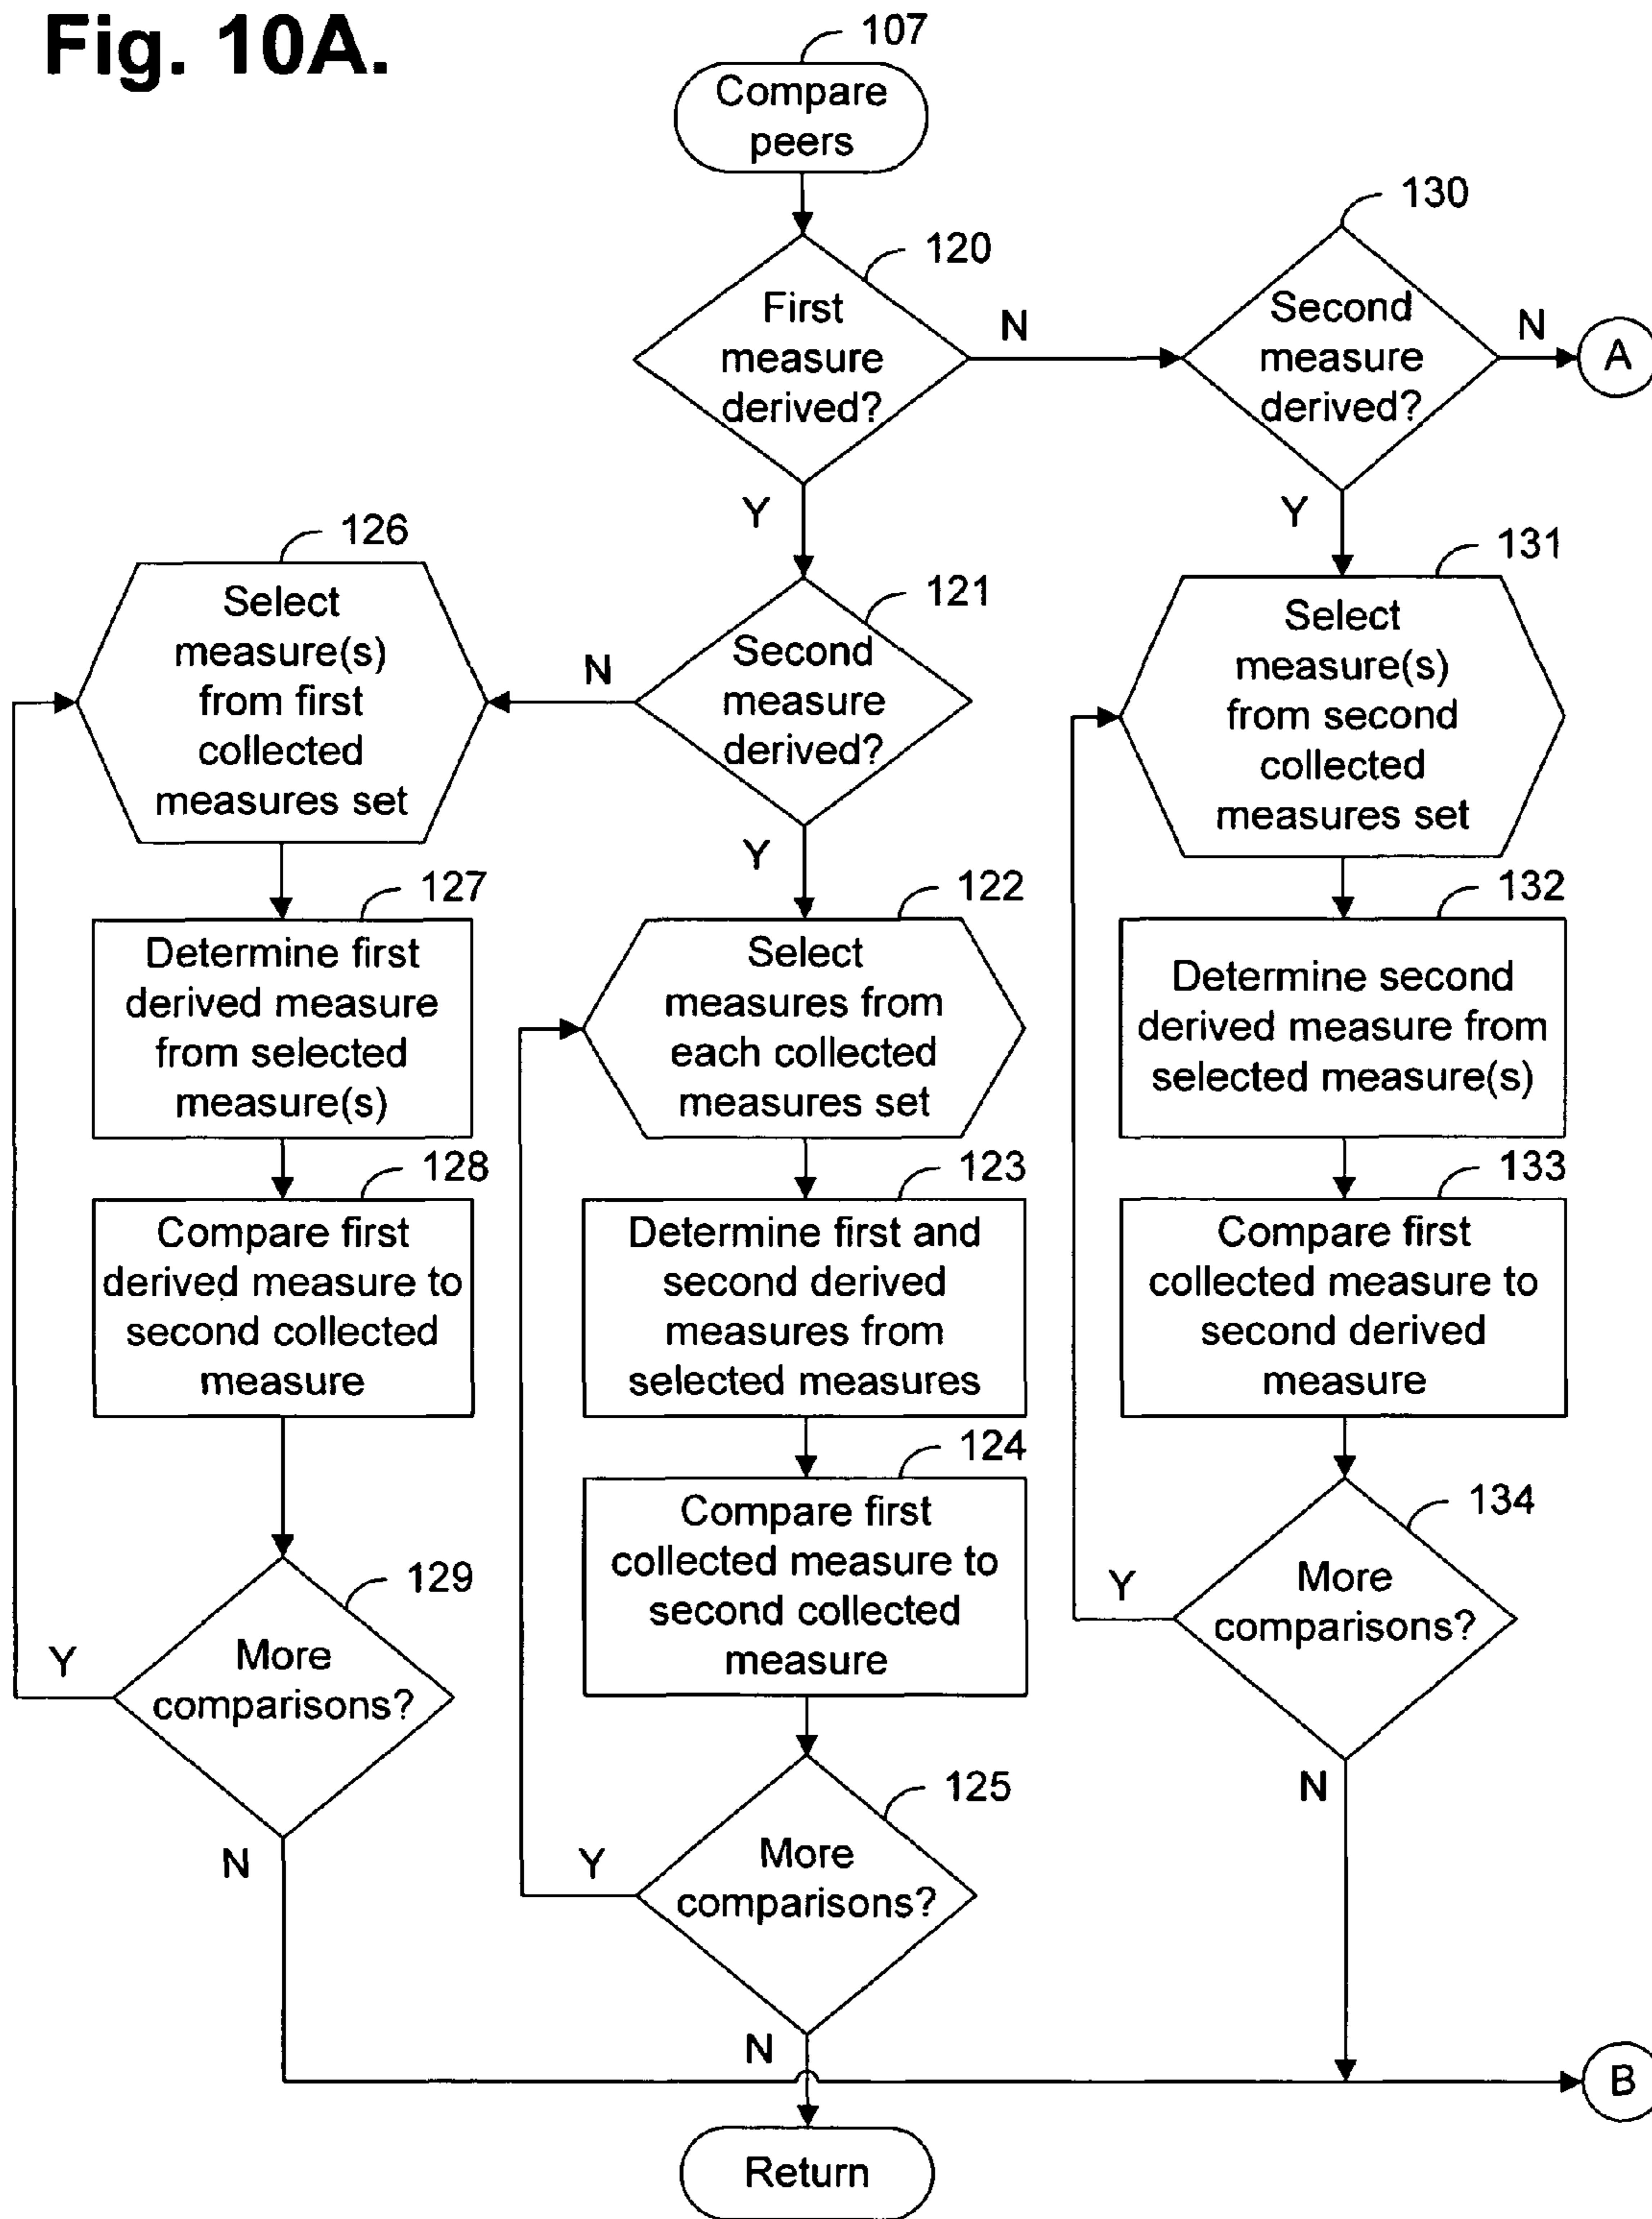 Fig. 10A.
107
Compare
peers
120
First
measure
derived?
N
130
Second
measure
derived?
N
A
Y
Y
126
Select
measure(s)
from first
collected
measures set
N
121
Second
measure
derived?
131
Select
measure(s)
from second
collected
measures set
Y
127
Determine first
derived measure
from selected
measure(s)
122
Select
measures from
each collected
measures set
132
Determine second
derived measure from
selected measure(s)
128
Compare first
derived measure to
second collected
measure
123
Determine first and
second derived
measures from
selected measures
133
Compare first
collected measure to
second derived
measure
124
Compare first
collected measure to
second collected
measure
134
More
comparisons?
Y
N
129
More
comparisons?
Y
N
125
More
comparisons?
Y
N
B
Return